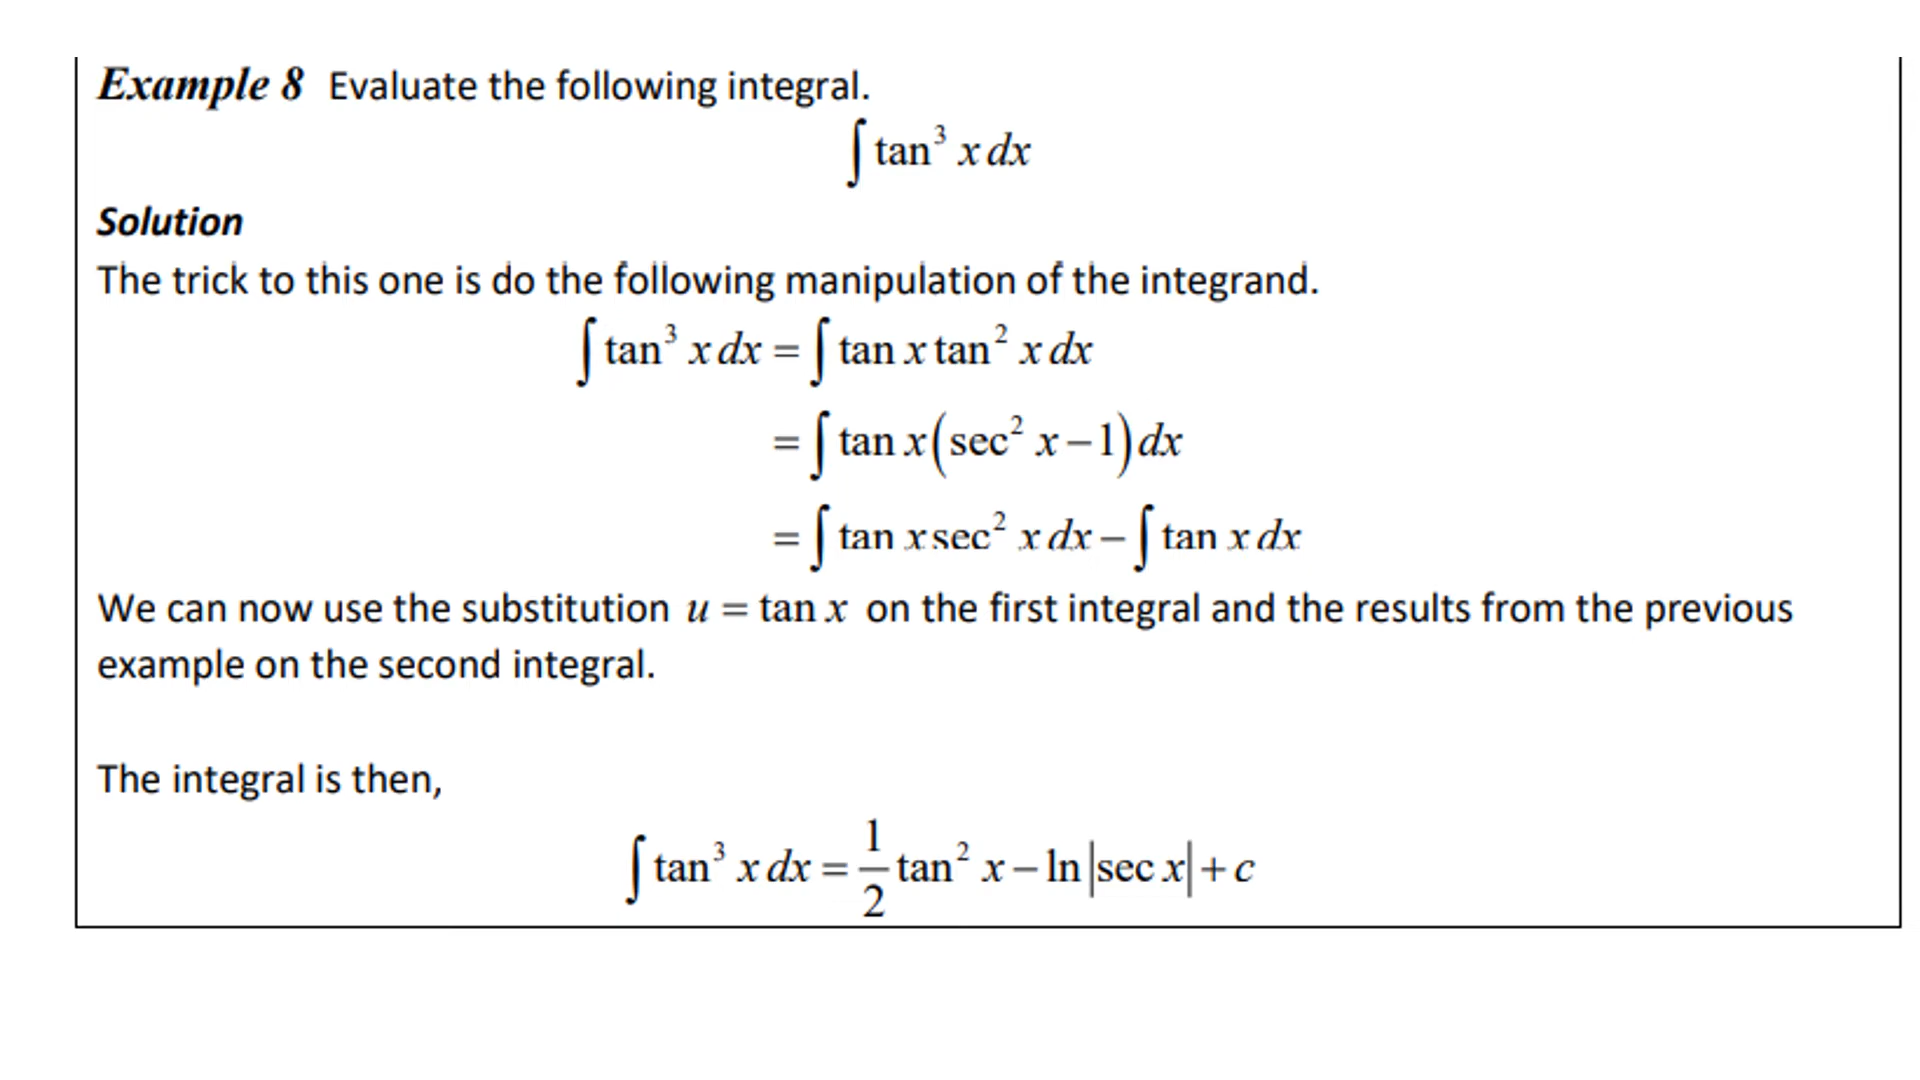 Example 8 Evaluate the following integral.
∫ tan³ x dx
Solution
The trick to this one is do the following manipulation of the integrand.
∫ tan³ x dx = ∫ tan x tan² x dx
= ∫ tan x (sec² x − 1) dx
= ∫ tan x sec² x dx − ∫ tan x dx
We can now use the substitution u = tan x on the first integral and the results from the previous
example on the second integral.
The integral is then,
∫ tan³ x dx = 1/2 tan² x − ln |sec x| + c